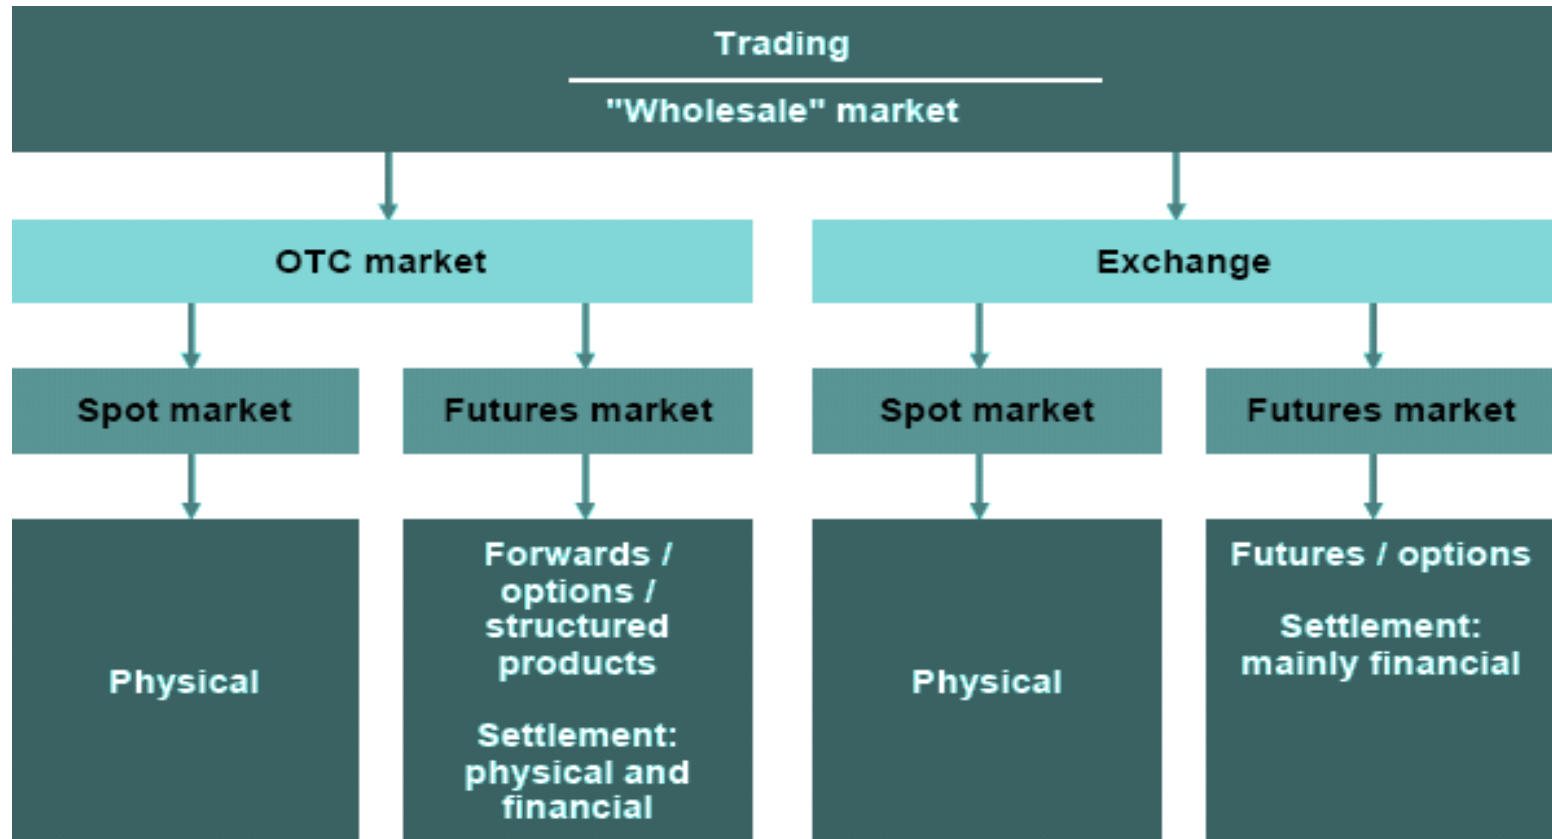 Trading
"Wholesale" market
OTC market
Exchange
Spot market
Futures market
Spot market
Futures market
Physical
Forwards /
options /
structured
products
Settlement:
physical and
financial
Physical
Futures / options
Settlement:
mainly financial